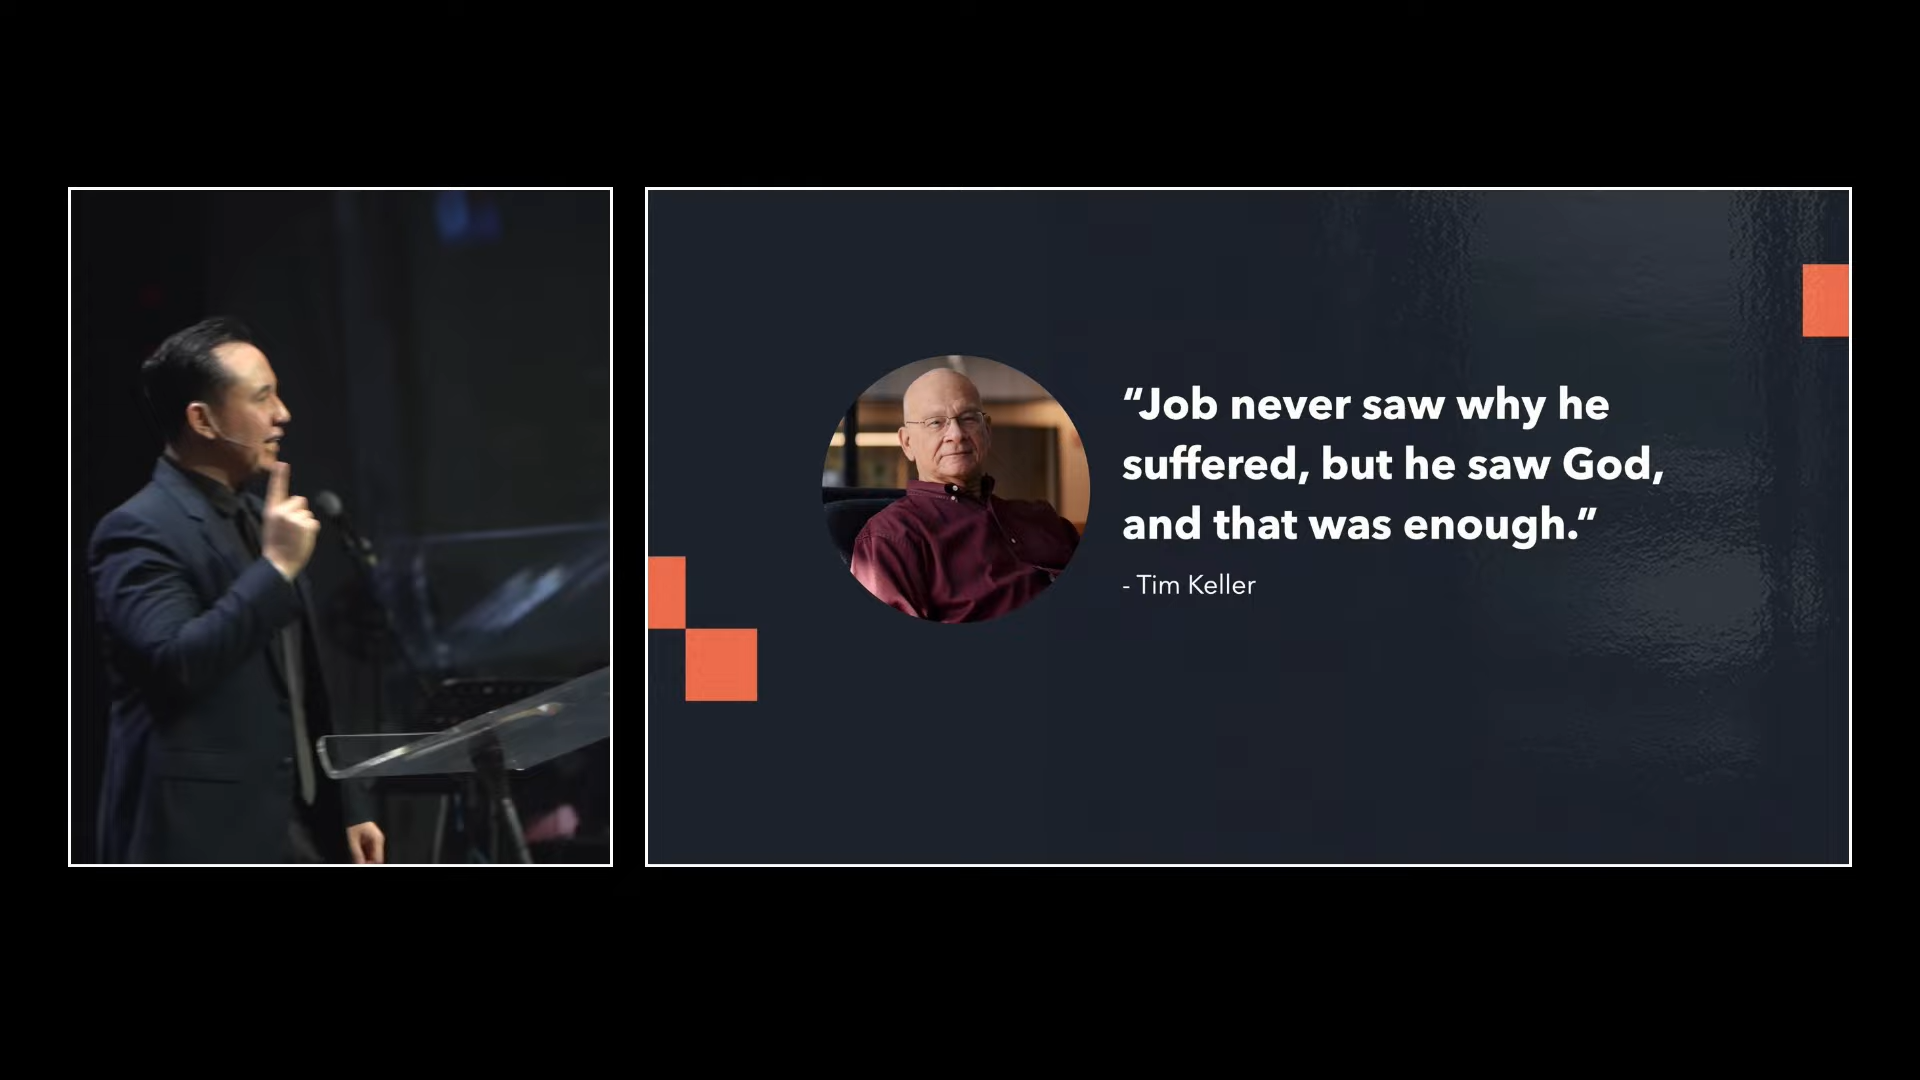 “Job never saw why he
suffered, but he saw God,
and that was enough.”
- Tim Keller